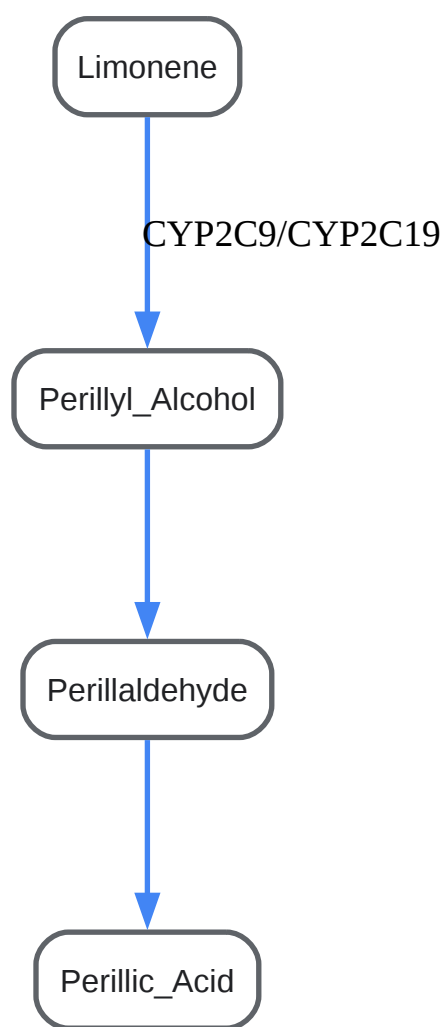 Limonene
CYP2C9/CYP2C19
Perillyl_Alcohol
Perillaldehyde
Perillic_Acid